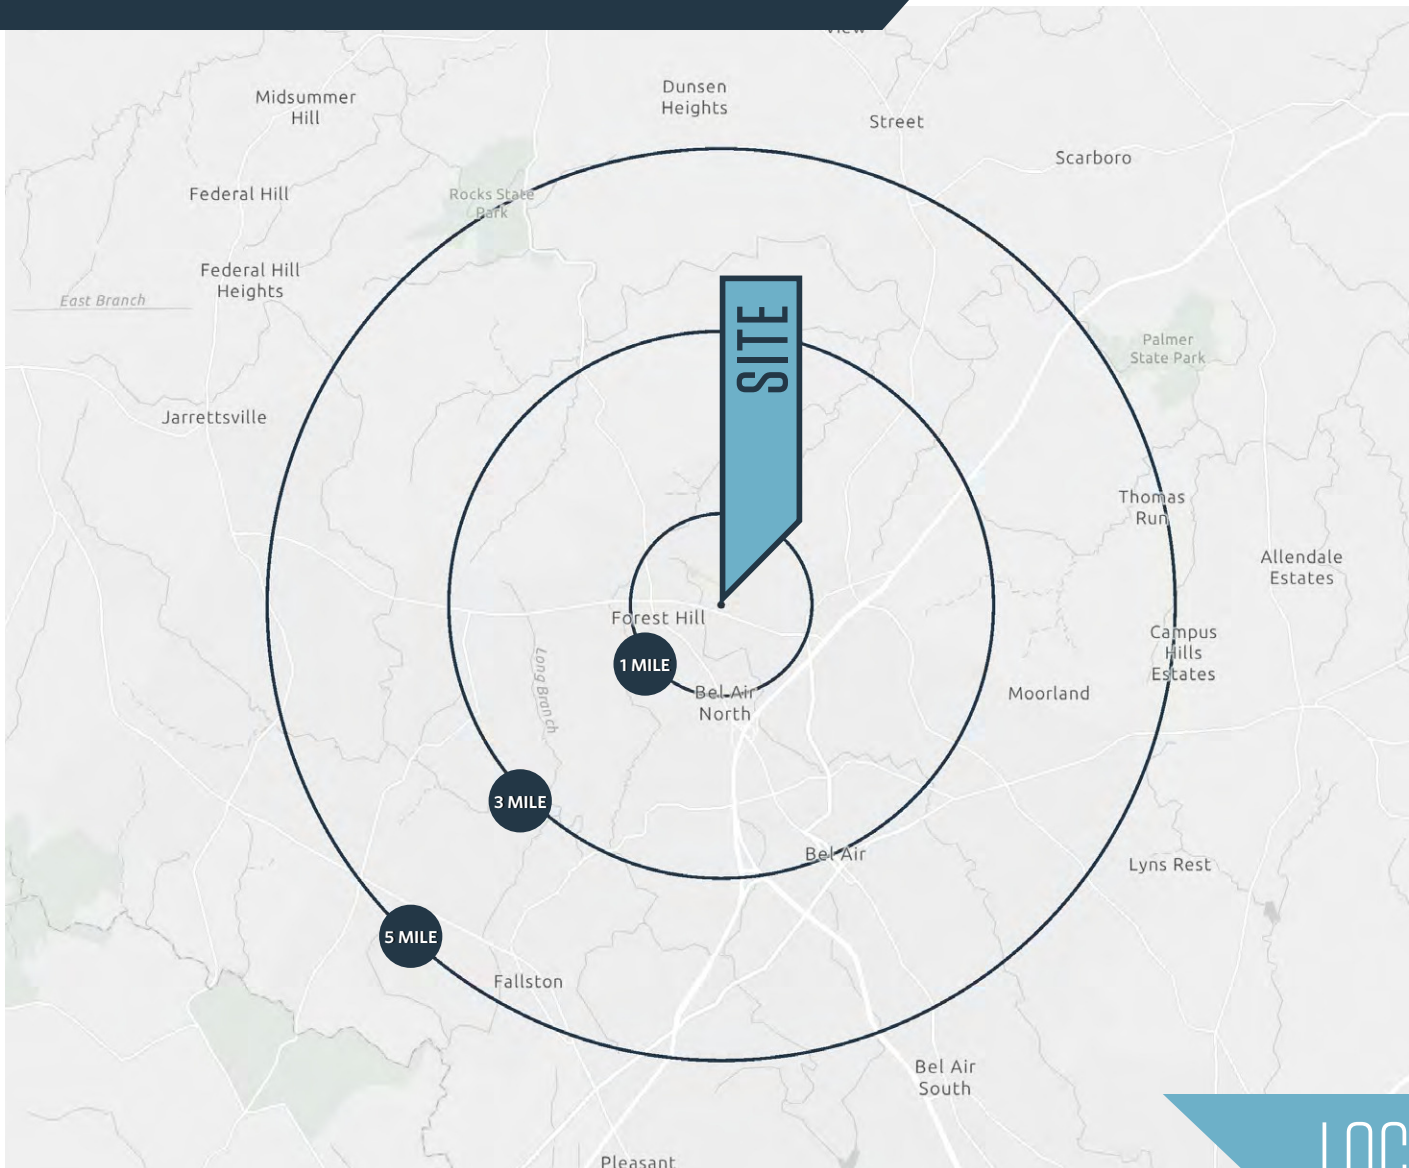 View
Dunsen
Heights
Midsummer
Hill
Street
Scarboro
Federal Hill
Rocks State
Park
Federal Hill
Heights
East Branch
SITE
Palmer
State Park
Jarrettsville
Thomas
Run
Allendale
Estates
Forest Hill
Campus
Hills
Estates
1 MILE
Long Branch
Bel Air
North
Moorland
3 MILE
Bel Air
Lyns Rest
5 MILE
Fallston
Bel Air
South
Pleasant